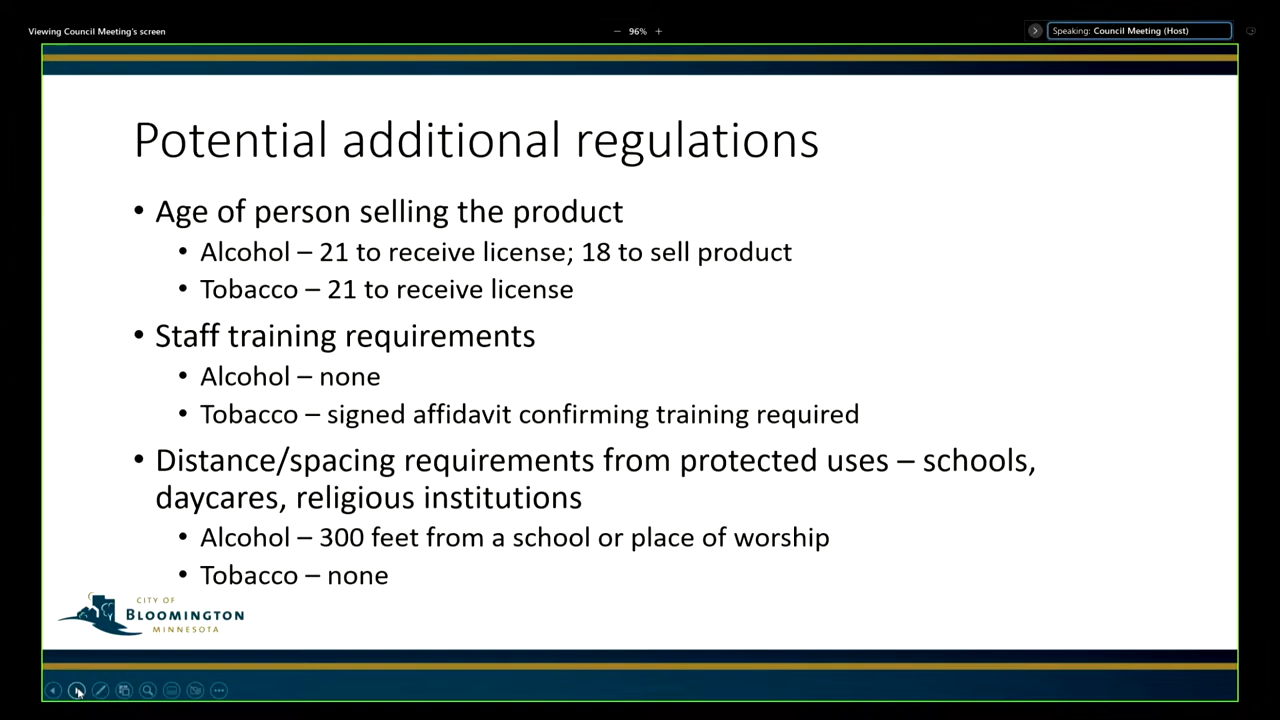 Viewing Council Meeting's screen
− 96% +
Speaking: Council Meeting (Host)
Potential additional regulations
• Age of person selling the product
• Alcohol – 21 to receive license; 18 to sell product
• Tobacco – 21 to receive license
• Staff training requirements
• Alcohol – none
• Tobacco – signed affidavit confirming training required
• Distance/spacing requirements from protected uses – schools,
daycares, religious institutions
• Alcohol – 300 feet from a school or place of worship
• Tobacco – none
CITY OF
BLOOMINGTON
MINNESOTA